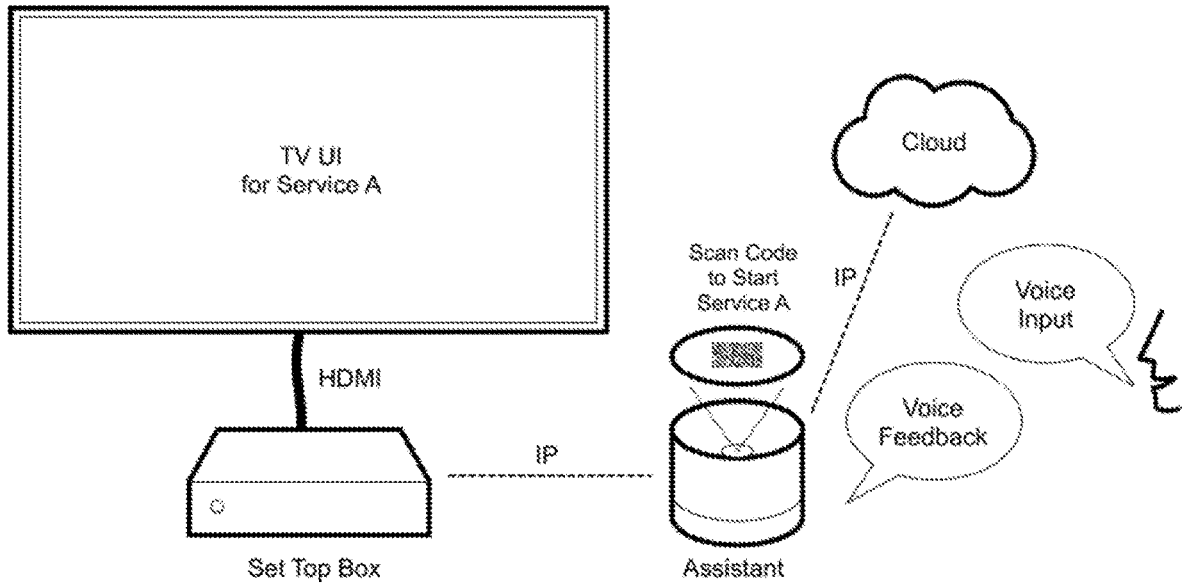 TV UI
for Service A
Cloud
Scan Code
to Start
Service A
IP
Voice
Input
HDMI
Voice
Feedback
IP
Set Top Box
Assistant